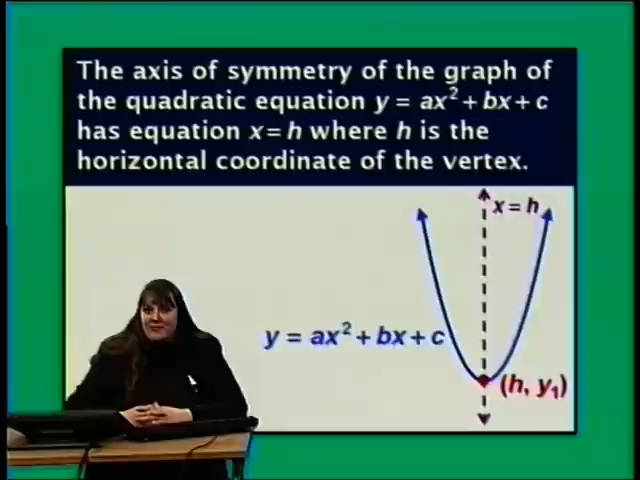 The axis of symmetry of the graph of
the quadratic equation y = ax² + bx + c
has equation x = h where h is the
horizontal coordinate of the vertex.
x = h
y = ax² + bx + c
(h, y₁)